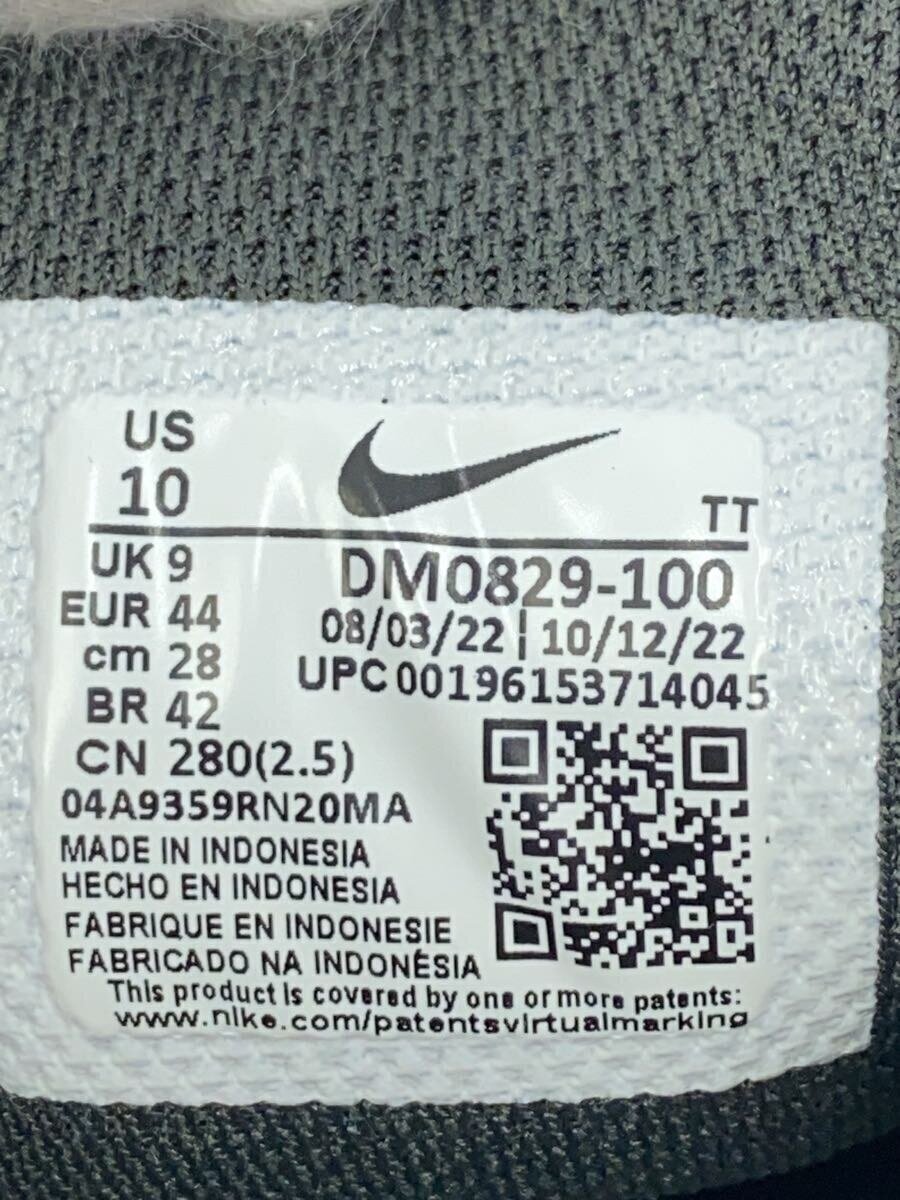 US
10
TT
UK 9
EUR 44
cm 28
BR 42
CN 280(2.5)
DM0829-100
08/03/22 | 10/12/22
UPC 00196153714045
04A9359RN20MA
MADE IN INDONESIA
HECHO EN INDONESIA
FABRIQUE EN INDONESIE
FABRICADO NA INDONÉSIA
This product is covered by one or more patents:
www.nike.com/patentsvirtualmarking